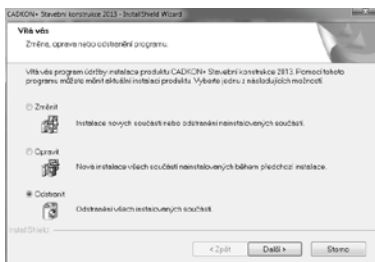 CADKON+ Stavební konstrukce 2013 - InstallShield Wizard
Vítá vás
Změna, oprava nebo odstranění programu.
Vítá vás program údržby instalace produktu CADKON+ Stavební konstrukce 2013. Pomocí tohoto
programu můžete měnit aktuální instalaci produktu. Vyberte jednu z následujících možností.
Změnit
Instalace nových součástí nebo odstranění nainstalovaných součástí.
Opravit
Nová instalace všech součástí nainstalovaných během předchozí instalace.
Odstranit
Odstranění všech instalovaných součástí.
InstallShield
< Zpět
Další >
Storno